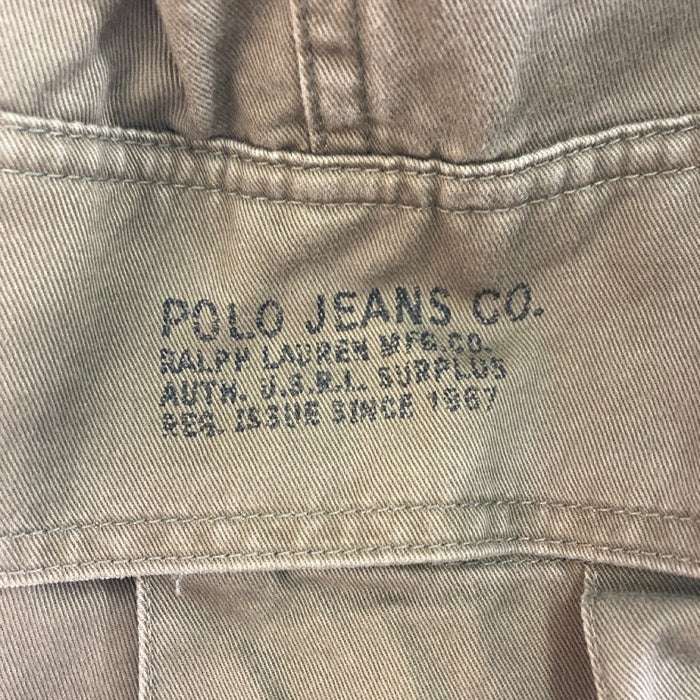 POLO JEANS CO.
RALPH LAUREN MFG.CO.
AUTH. U.S.R.L. SURPLUS
REG. ISSUE SINCE 1967